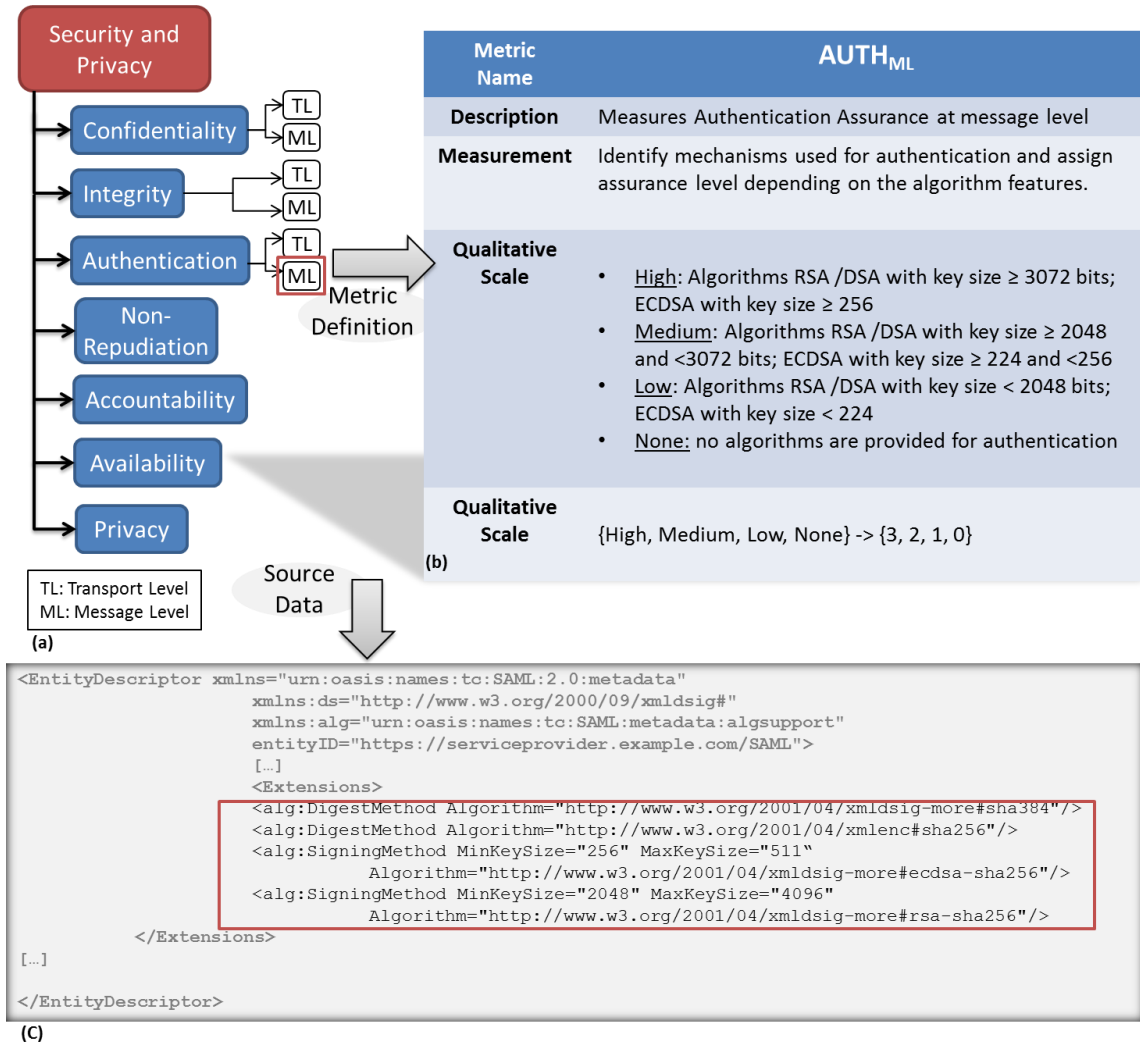 Security and
Privacy
Confidentiality
TL
ML
Integrity
TL
ML
Authentication
TL
ML
Non-
Repudiation
Accountability
Availability
Privacy
TL: Transport Level
ML: Message Level
(a)
Metric
Definition
Source
Data
Metric
Name
AUTHML
Description
Measures Authentication Assurance at message level
Measurement
Identify mechanisms used for authentication and assign
assurance level depending on the algorithm features.
Qualitative
Scale
• High: Algorithms RSA /DSA with key size ≥ 3072 bits;
ECDSA with key size ≥ 256
• Medium: Algorithms RSA /DSA with key size ≥ 2048
and <3072 bits; ECDSA with key size ≥ 224 and <256
• Low: Algorithms RSA /DSA with key size < 2048 bits;
ECDSA with key size < 224
• None: no algorithms are provided for authentication
Qualitative
Scale
{High, Medium, Low, None} -> {3, 2, 1, 0}
(b)
<EntityDescriptor xmlns="urn:oasis:names:tc:SAML:2.0:metadata"
xmlns:ds="http://www.w3.org/2000/09/xmldsig#"
xmlns:alg="urn:oasis:names:tc:SAML:metadata:algsupport"
entityID="https://serviceprovider.example.com/SAML">
[…]
<Extensions>
<alg:DigestMethod Algorithm="http://www.w3.org/2001/04/xmldsig-more#sha384"/>
<alg:DigestMethod Algorithm="http://www.w3.org/2001/04/xmlenc#sha256"/>
<alg:SigningMethod MinKeySize="256" MaxKeySize="511“
Algorithm="http://www.w3.org/2001/04/xmldsig-more#ecdsa-sha256"/>
<alg:SigningMethod MinKeySize="2048" MaxKeySize="4096"
Algorithm="http://www.w3.org/2001/04/xmldsig-more#rsa-sha256"/>
</Extensions>
[…]
</EntityDescriptor>
(C)